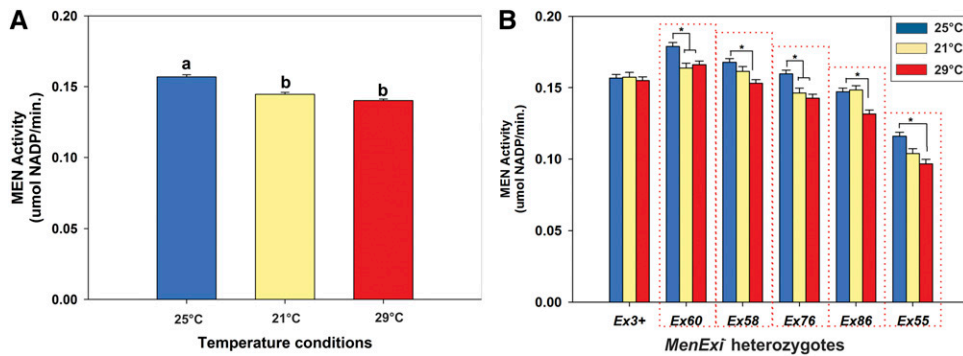 A
MEN Activity
(umol NADP/min.)
0.20
0.15
0.10
0.05
0.00
a
b
b
25°C
21°C
29°C
Temperature conditions
B
MEN Activity
(umol NADP/min.)
0.20
0.15
0.10
0.15
0.00
*
*
*
*
*
25°C
21°C
29°C
Ex3+
Ex60
Ex58
Ex76
Ex86
Ex55
MenExi⁻ heterozygotes